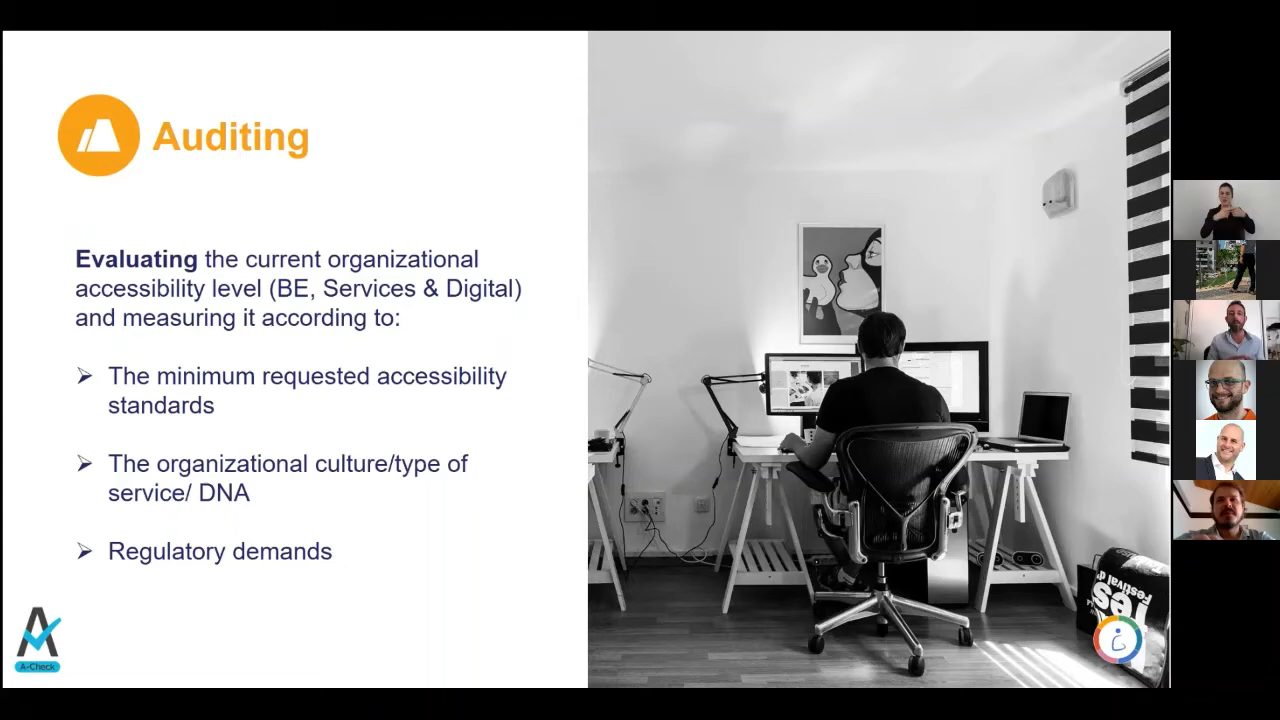 Auditing
Evaluating the current organizational
accessibility level (BE, Services & Digital)
and measuring it according to:
The minimum requested accessibility
standards
The organizational culture/type of
service/ DNA
Regulatory demands
A-Check
Festival d'